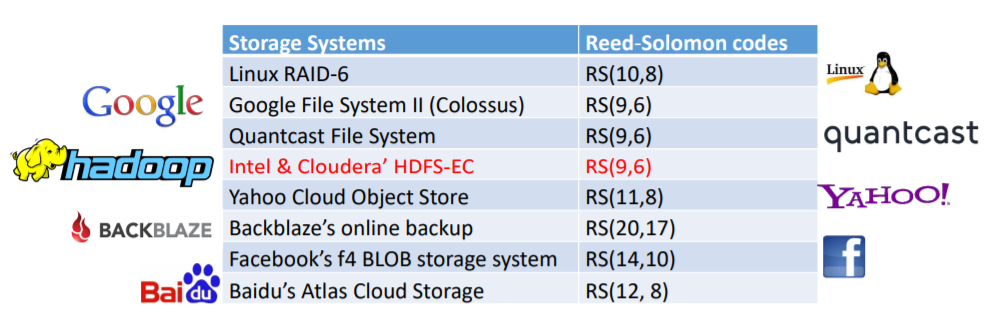 Storage Systems Reed-Solomon codes
Linux RAID-6 RS(10,8)
Linux
Google
Google File System II (Colossus) RS(9,6)
Quantcast File System RS(9,6)
quantcast
hadoop
Intel & Cloudera’ HDFS-EC RS(9,6)
Yahoo Cloud Object Store RS(11,8)
YAHOO!
BACKBLAZE
Backblaze’s online backup RS(20,17)
Facebook’s f4 BLOB storage system RS(14,10)
f
Bai du
Baidu’s Atlas Cloud Storage RS(12, 8)